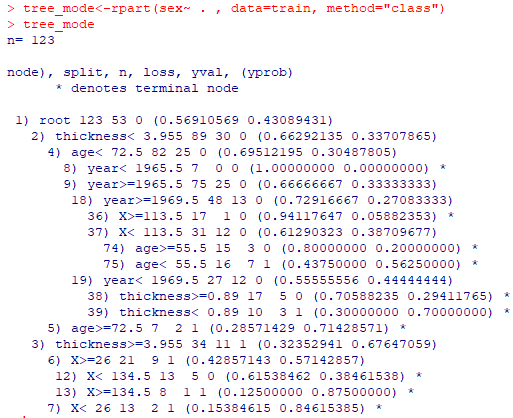 > tree_mode<-rpart(sex~ . , data=train, method="class")
> tree_mode
n= 123
node), split, n, loss, yval, (yprob)
* denotes terminal node
1) root 123 53 0 (0.56910569 0.43089431)
2) thickness< 3.955 89 30 0 (0.66292135 0.33707865)
4) age< 72.5 82 25 0 (0.69512195 0.30487805)
8) year< 1965.5 7 0 0 (1.00000000 0.00000000) *
9) year>=1965.5 75 25 0 (0.66666667 0.33333333)
18) year>=1969.5 48 13 0 (0.72916667 0.27083333)
36) X>=113.5 17 1 0 (0.94117647 0.05882353) *
37) X< 113.5 31 12 0 (0.61290323 0.38709677)
74) age>=55.5 15 3 0 (0.80000000 0.20000000) *
75) age< 55.5 16 7 1 (0.43750000 0.56250000) *
19) year< 1969.5 27 12 0 (0.55555556 0.44444444)
38) thickness>=0.89 17 5 0 (0.70588235 0.29411765) *
39) thickness< 0.89 10 3 1 (0.30000000 0.70000000) *
5) age>=72.5 7 2 1 (0.28571429 0.71428571) *
3) thickness>=3.955 34 11 1 (0.32352941 0.67647059)
6) X>=26 21 9 1 (0.42857143 0.57142857)
12) X< 134.5 13 5 0 (0.61538462 0.38461538) *
13) X>=134.5 8 1 1 (0.12500000 0.87500000) *
7) X< 26 13 2 1 (0.15384615 0.84615385) *